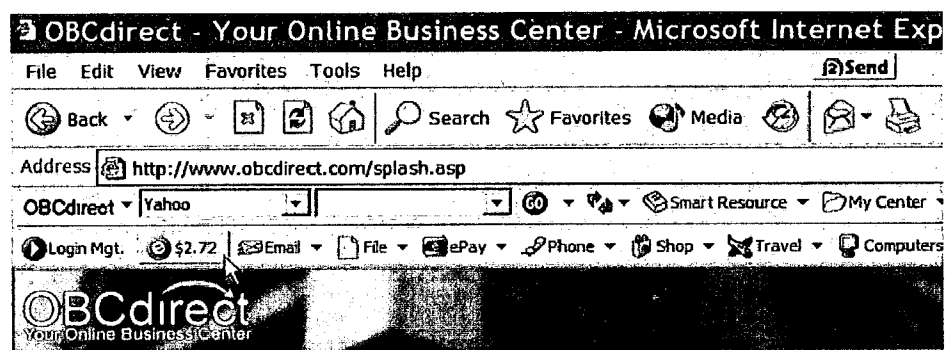 OBCdirect - Your Online Business Center - Microsoft Internet Exp
File Edit View Favorites Tools Help Send
Back Search Favorites Media
Address http://www.obcdirect.com/splash.asp
OBCdirect Yahoo GO Smart Resource My Center
Login Mgt. $2.72 Email File ePay Phone Shop Travel Computers
OBCdirect
Your Online Business Center